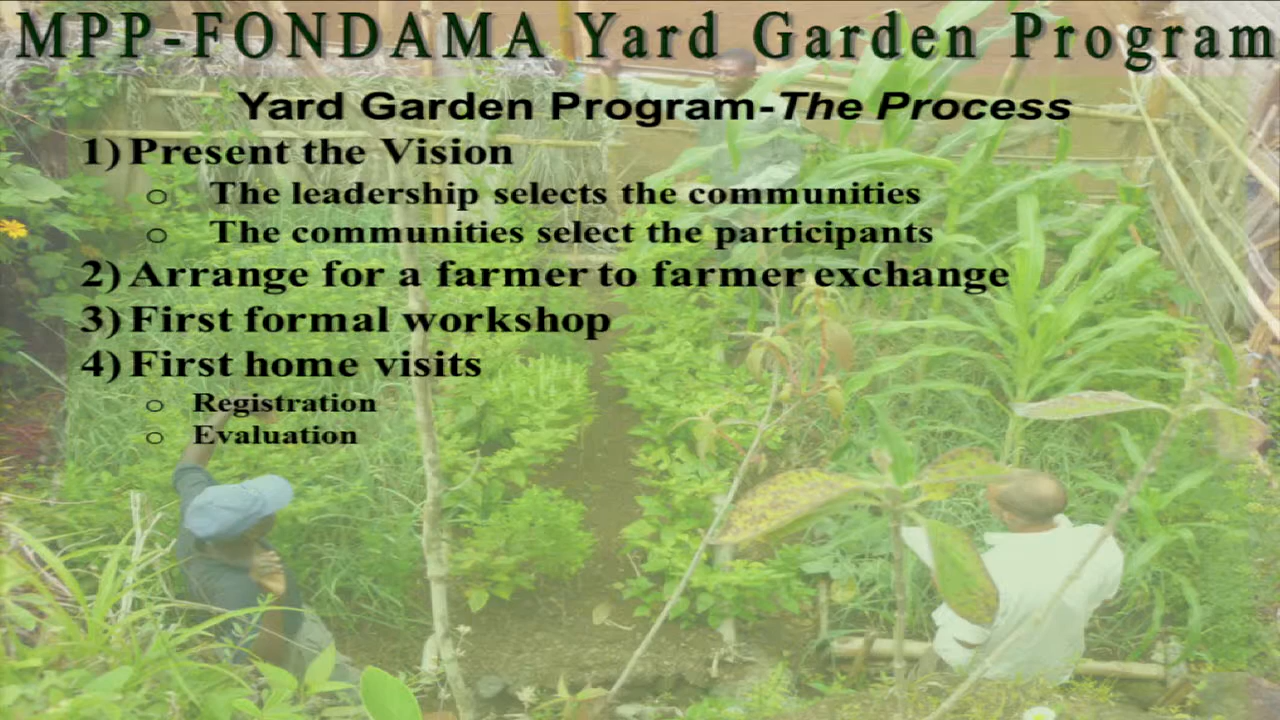 MPP-FONDAMA Yard Garden Program
Yard Garden Program-The Process
1) Present the Vision
o The leadership selects the communities
o The communities select the participants
2) Arrange for a farmer to farmer exchange
3) First formal workshop
4) First home visits
o Registration
o Evaluation